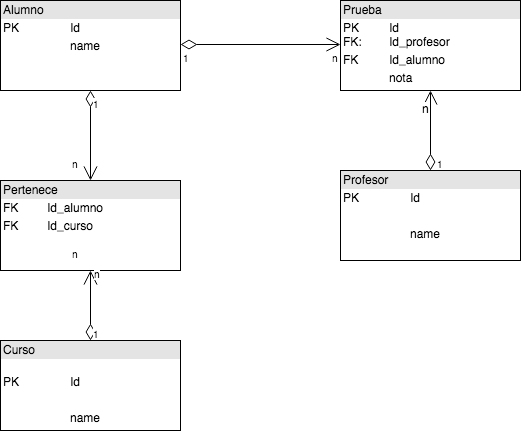 Alumno
PK Id
name
1
n
Prueba
PK Id
FK: Id_profesor
FK Id_alumno
nota
1
n
n
1
Profesor
PK Id
name
Pertenece
FK Id_alumno
FK Id_curso
n
n
1
Curso
PK Id
name